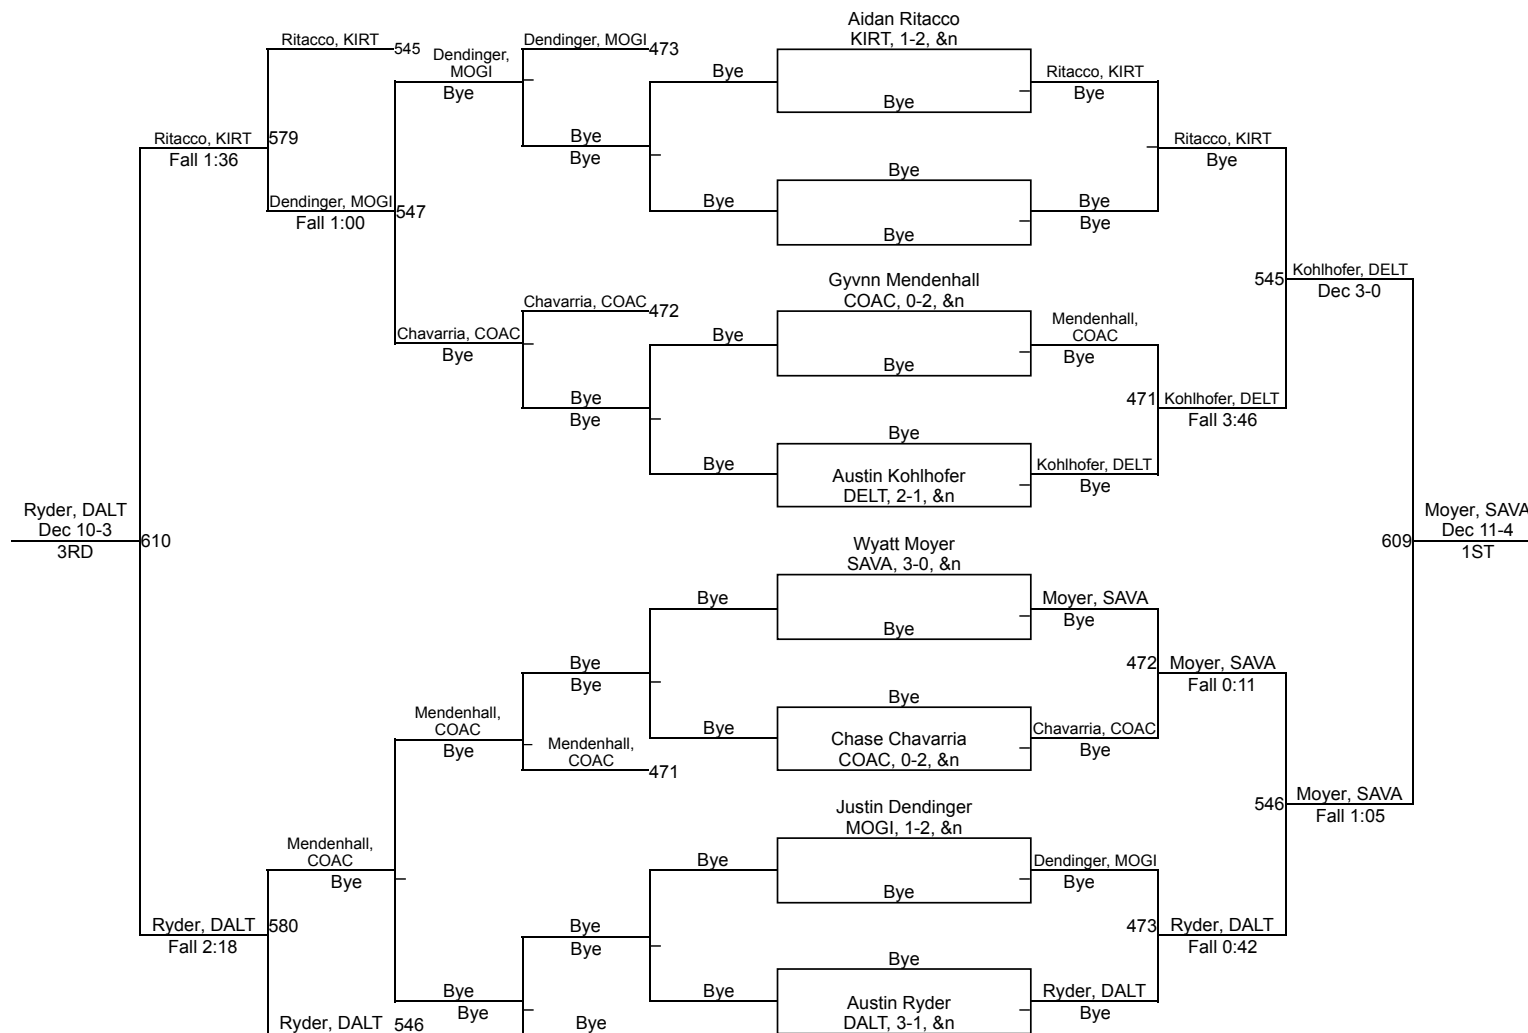 Aidan Ritacco
KIRT, 1-2, &n
Ritacco, KIRT
545
Dendinger,
MOGI
Bye
Dendinger, MOGI
473
Bye
Bye
Ritacco, KIRT
Bye
Ritacco, KIRT
Fall 1:36
579
Bye
Bye
Ritacco, KIRT
Bye
Dendinger, MOGI
Fall 1:00
547
Bye
Bye
Bye
Bye
Bye
Gyvnn Mendenhall
COAC, 0-2, &n
545
Kohlhofer, DELT
Dec 3-0
Chavarria, COAC
472
Chavarria, COAC
Bye
Bye
Bye
Mendenhall,
COAC
Bye
Bye
Bye
471
Kohlhofer, DELT
Fall 3:46
Bye
Bye
Austin Kohlhofer
DELT, 2-1, &n
Kohlhofer, DELT
Bye
Ryder, DALT
Dec 10-3
3RD
610
Wyatt Moyer
SAVA, 3-0, &n
609
Moyer, SAVA
Dec 11-4
1ST
Bye
Bye
Moyer, SAVA
Bye
Bye
Bye
472
Moyer, SAVA
Fall 0:11
Mendenhall,
COAC
Bye
Mendenhall,
COAC
471
Bye
Bye
Chase Chavarria
COAC, 0-2, &n
Chavarria, COAC
Bye
Justin Dendinger
MOGI, 1-2, &n
546
Moyer, SAVA
Fall 1:05
Mendenhall,
COAC
Bye
Bye
Bye
Dendinger, MOGI
Bye
Ryder, DALT
Fall 2:18
580
Bye
Bye
473
Ryder, DALT
Fall 0:42
Bye
Bye
Bye
Bye
Austin Ryder
DALT, 3-1, &n
Ryder, DALT
Bye
Ryder, DALT
546
Bye